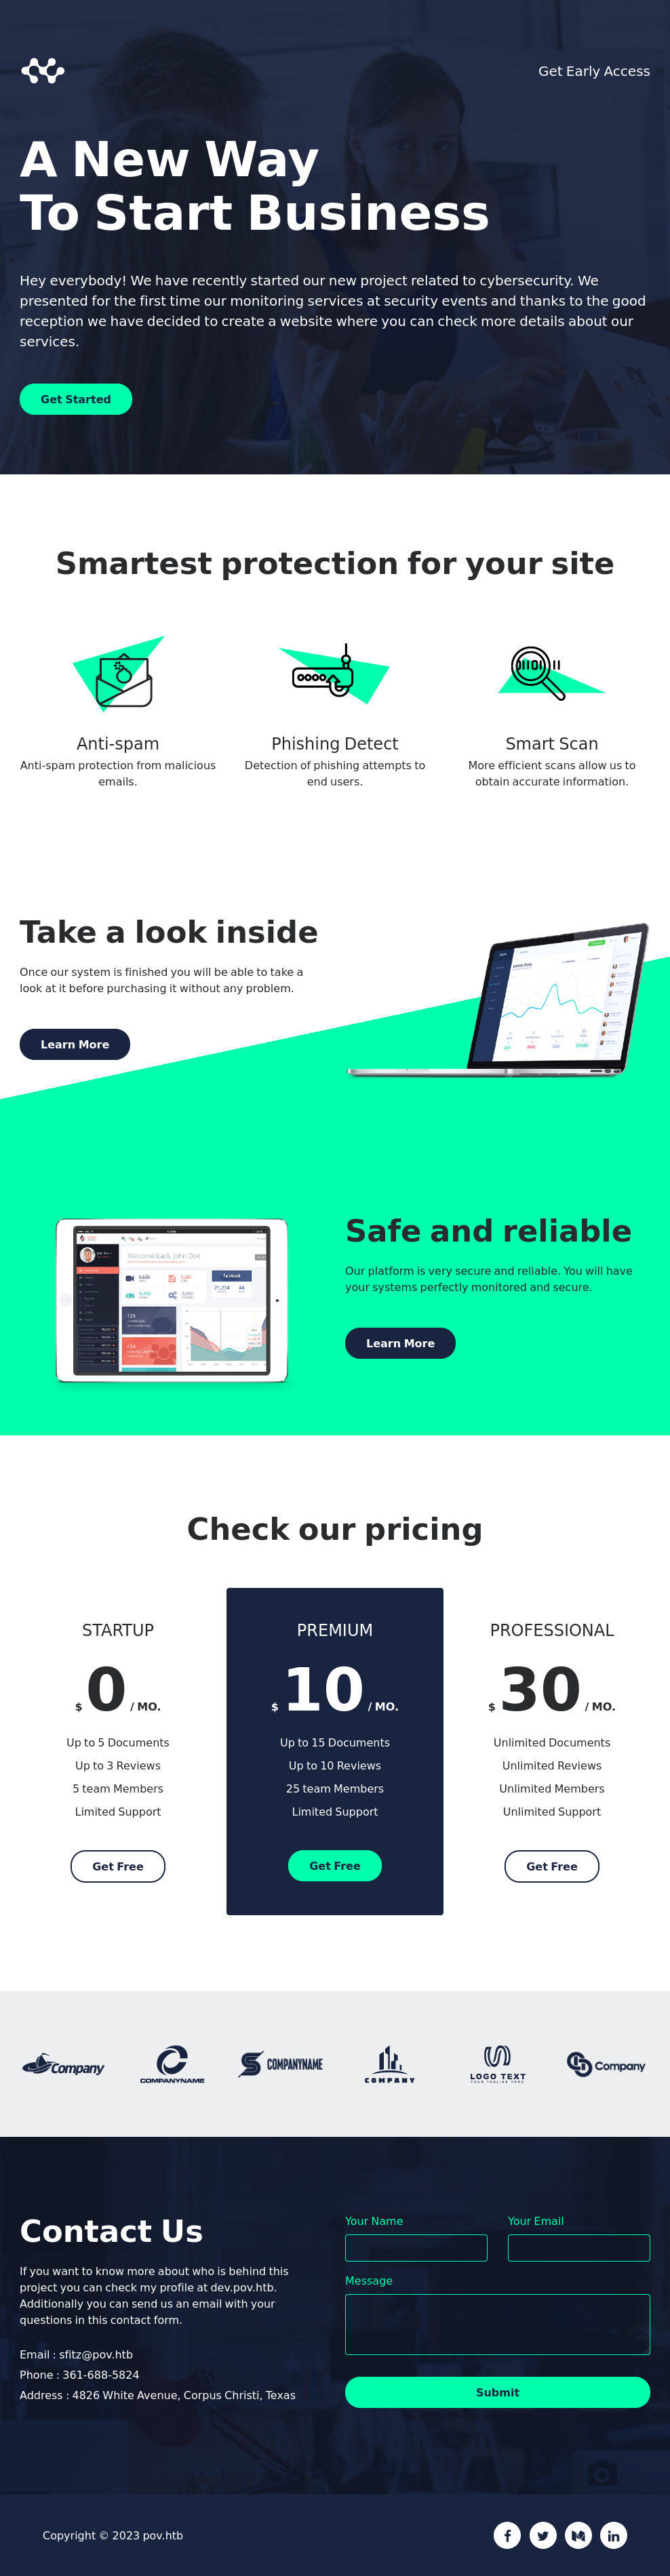 Get Early Access
A New Way
To Start Business
Hey everybody! We have recently started our new project related to cybersecurity. We
presented for the first time our monitoring services at security events and thanks to the good
reception we have decided to create a website where you can check more details about our
services.
Get Started
Smartest protection for your site
Anti-spam
Anti-spam protection from malicious
emails.
Phishing Detect
Detection of phishing attempts to
end users.
Smart Scan
More efficient scans allow us to
obtain accurate information.
Take a look inside
Once our system is finished you will be able to take a
look at it before purchasing it without any problem.
Learn More
Welcome back, John Doe
facebook
Safe and reliable
Our platform is very secure and reliable. You will have
your systems perfectly monitored and secure.
Learn More
Check our pricing
STARTUP
$ 0 / MO.
Up to 5 Documents
Up to 3 Reviews
5 team Members
Limited Support
Get Free
PREMIUM
$ 10 / MO.
Up to 15 Documents
Up to 10 Reviews
25 team Members
Limited Support
Get Free
PROFESSIONAL
$ 30 / MO.
Unlimited Documents
Unlimited Reviews
Unlimited Members
Unlimited Support
Get Free
Company
COMPANYNAME
COMPANYNAME
COMPANY
LOGO TEXT
YOUR TAGLINE HERE
Company
Contact Us
If you want to know more about who is behind this
project you can check my profile at dev.pov.htb.
Additionally you can send us an email with your
questions in this contact form.
Email : sfitz@pov.htb
Phone : 361-688-5824
Address : 4826 White Avenue, Corpus Christi, Texas
Your Name
Your Email
Message
Submit
Copyright © 2023 pov.htb